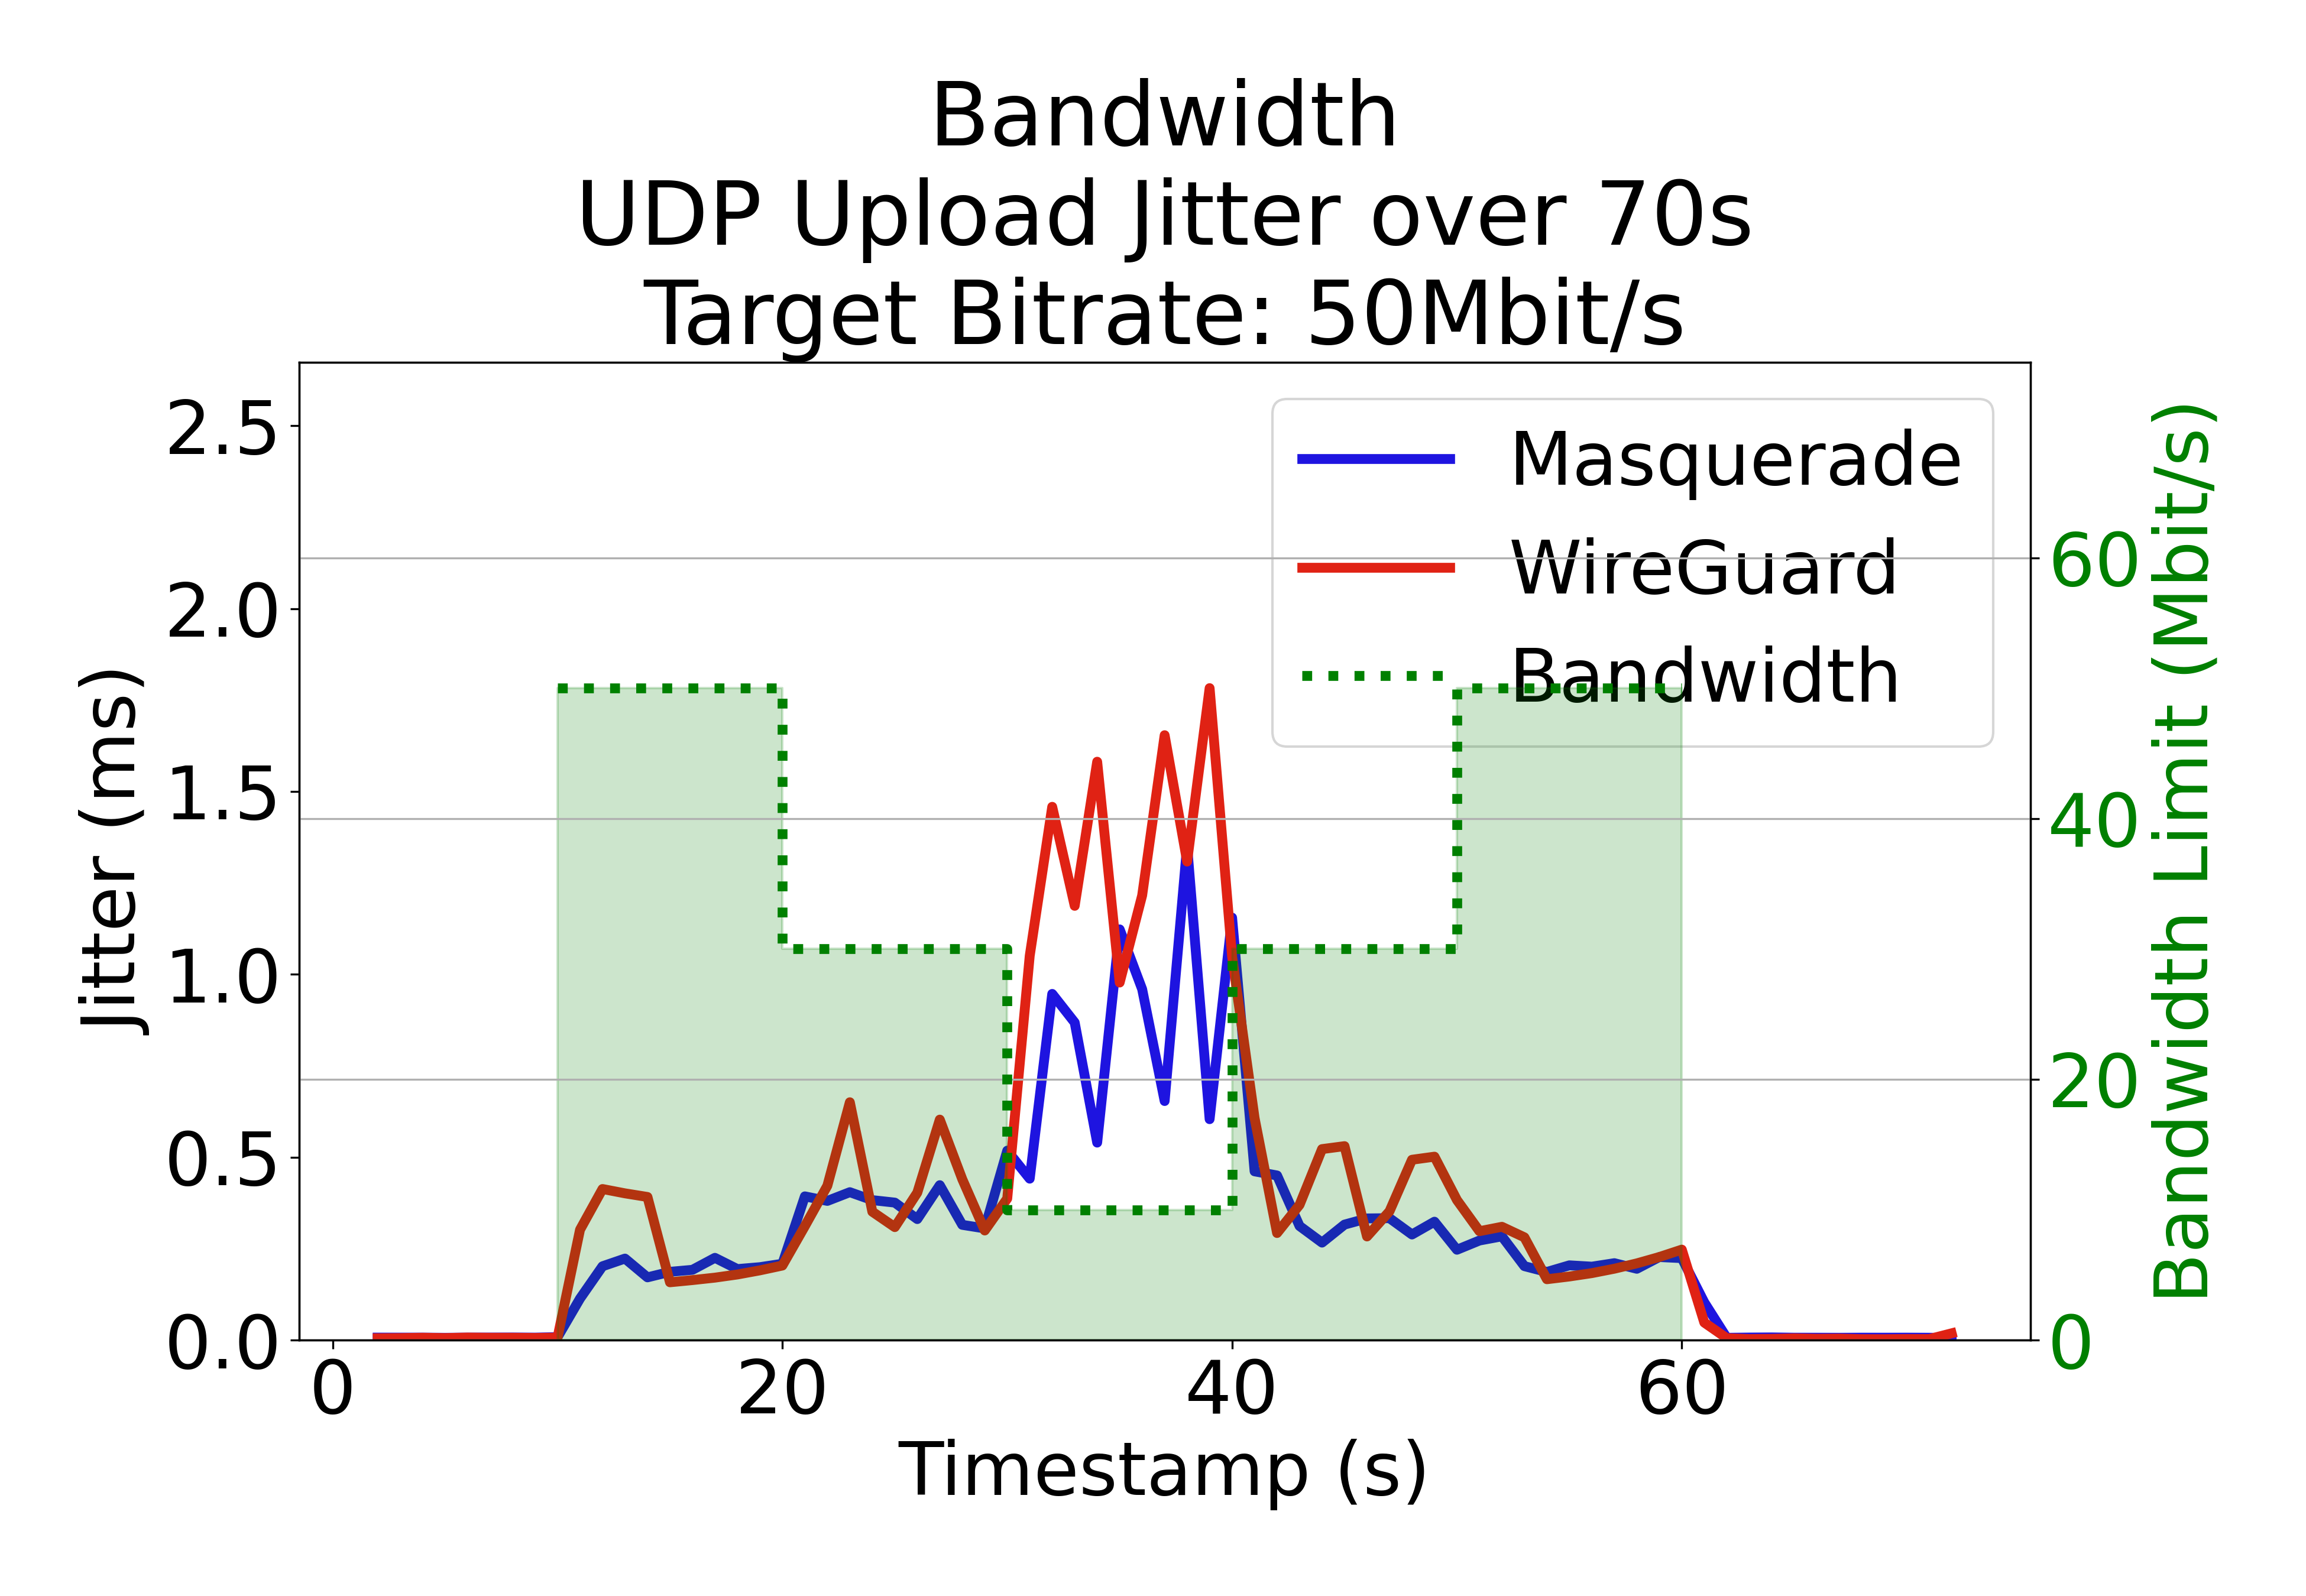 Bandwidth
UDP Upload Jitter over 70s
Target Bitrate: 50Mbit/s
Jitter (ms)
2.5
2.0
1.5
1.0
0.5
0.0
Masquerade
WireGuard
Bandwidth
60
40
20
0
Bandwidth Limit (Mbit/s)
0
20
40
60
Timestamp (s)